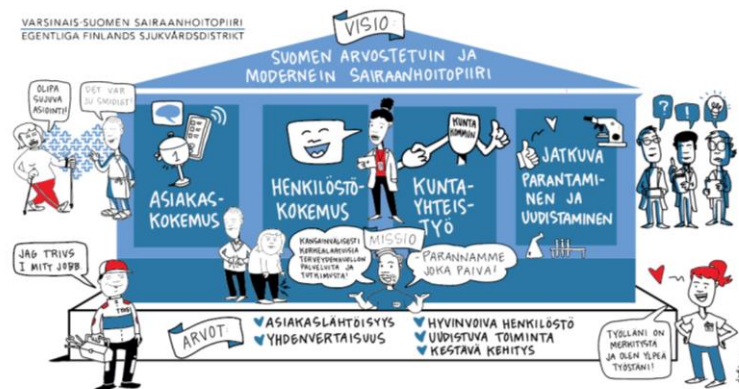 VARSINAIS-SUOMEN SAIRAANHOITOPIIRI
EGENTLIGA FINLANDS SJUKVÅRDSDISTRIKT
VISIO:
SUOMEN ARVOSTETUIN JA
MODERNEIN SAIRAANHOITOPIIRI
OLIPA
SUJUVA
ASIOINTI!
DET VAR
JU SMIDIGT!
1
ASIAKAS-
KOKEMUS
HENKILÖSTÖ-
KOKEMUS
KUNTA
KOMMUN
KUNTA-
YHTEIS-
TYÖ
JATKUVA
PARANTAMI-
NEN JA
UUDISTAMINEN
?
!
JAG TRIVS
I MITT JOBB
MISSIO
KANSAINVÄLISESTI
KORKEALAATUISIA
TERVEYDENHUOLLON
PALVELUITA JA
TUTKIMUSTA!
-PARANNAMME
JOKA PÄIVÄ!
ARVOT:
ASIAKASLÄHTÖISYYS
YHDENVERTAISUUS
HYVINVOIVA HENKILÖSTÖ
UUDISTUVA TOIMINTA
KESTÄVÄ KEHITYS
TYÖLLÄNI ON
MERKITYSTÄ
JA OLEN YLPEÄ
TYÖSTÄNI!